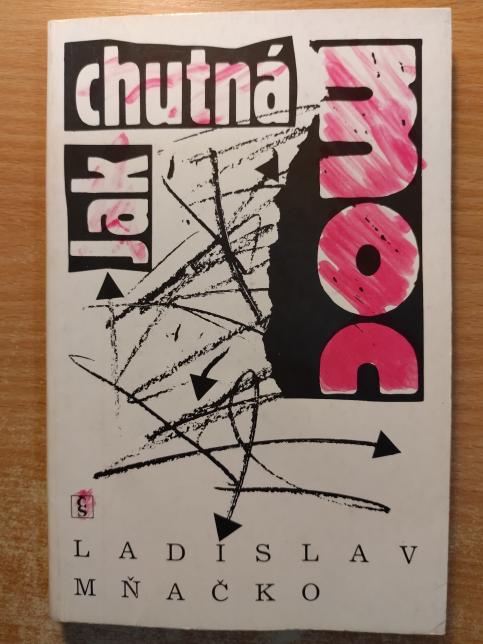 Jak
chutná
moc
LADISLAV
MŇAČKO